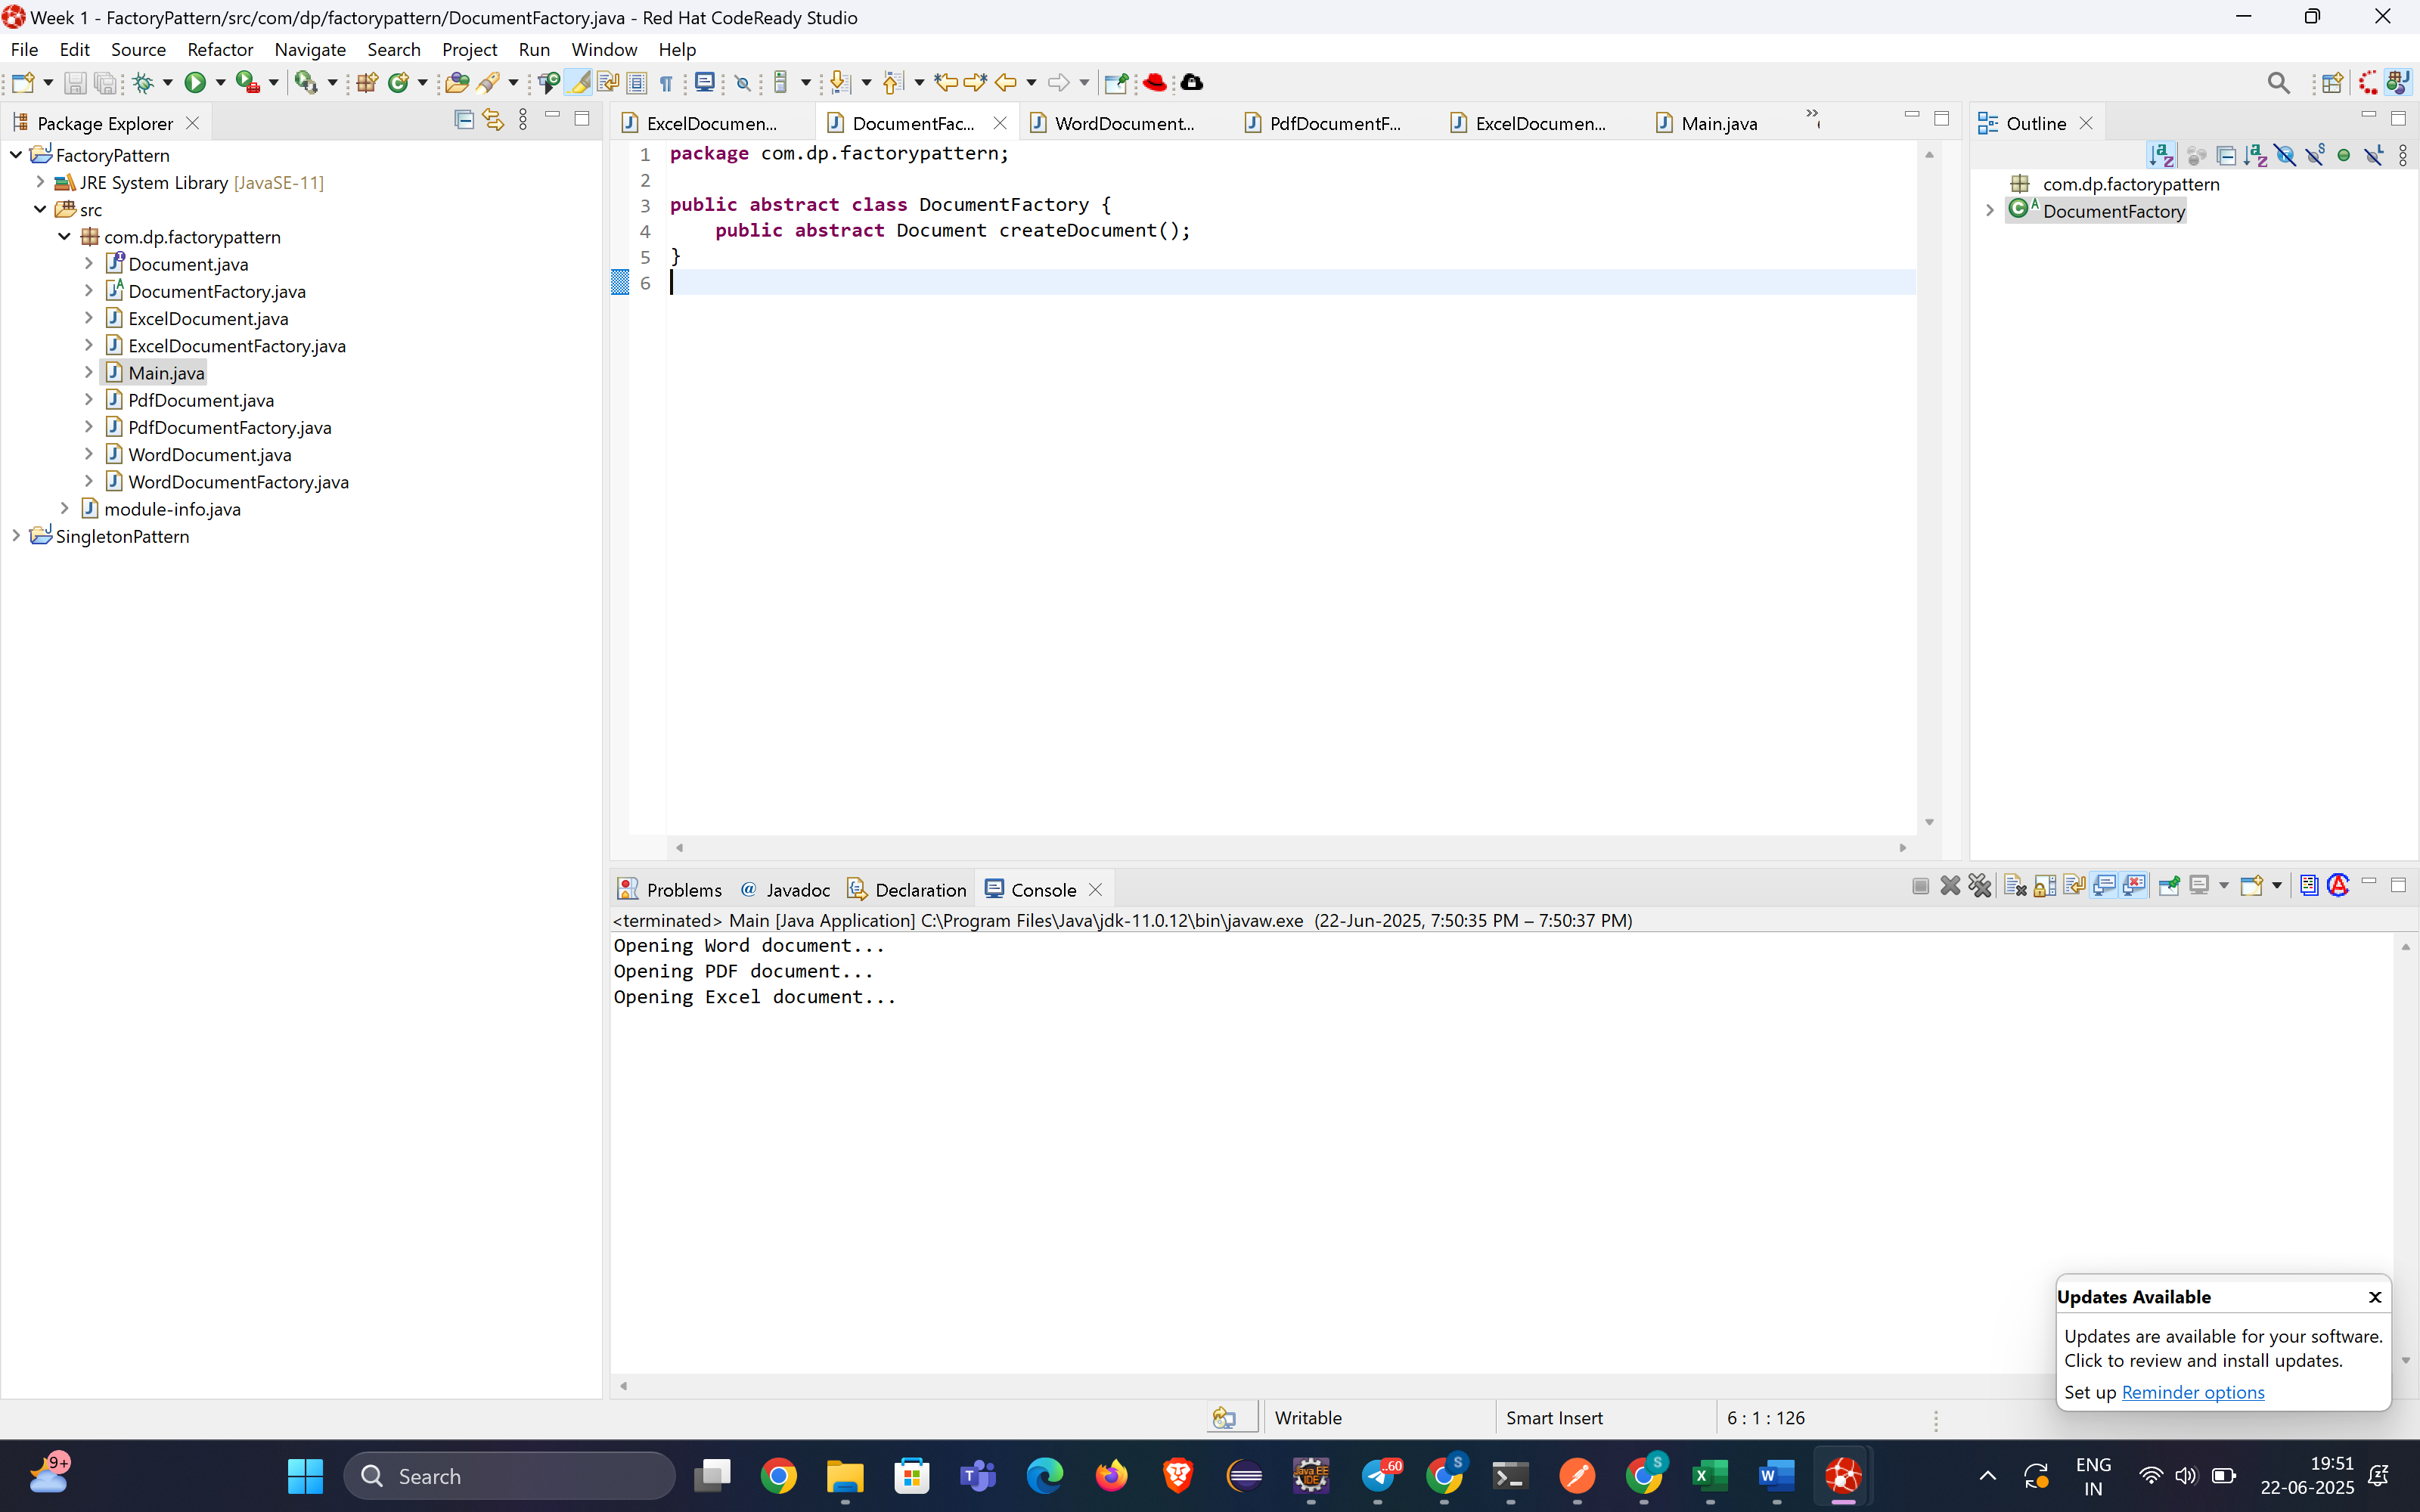 Week 1 - FactoryPattern/src/com/dp/factorypattern/DocumentFactory.java - Red Hat CodeReady Studio
File Edit Source Refactor Navigate Search Project Run Window Help
Package Explorer
FactoryPattern
JRE System Library [JavaSE-11]
src
com.dp.factorypattern
Document.java
DocumentFactory.java
ExcelDocument.java
ExcelDocumentFactory.java
Main.java
PdfDocument.java
PdfDocumentFactory.java
WordDocument.java
WordDocumentFactory.java
module-info.java
SingletonPattern
ExcelDocumen... DocumentFac... WordDocument... PdfDocumentF... ExcelDocumen... Main.java
1 package com.dp.factorypattern;
2
3 public abstract class DocumentFactory {
4 public abstract Document createDocument();
5 }
6
Outline
com.dp.factorypattern
DocumentFactory
Problems Javadoc Declaration Console
<terminated> Main [Java Application] C:\Program Files\Java\jdk-11.0.12\bin\javaw.exe (22-Jun-2025, 7:50:35 PM – 7:50:37 PM)
Opening Word document...
Opening PDF document...
Opening Excel document...
Updates Available
Updates are available for your software.
Click to review and install updates.
Set up Reminder options
Writable Smart Insert 6 : 1 : 126
9+
Search
Java EE
IDE
..60
S
S
ENG
IN
19:51
22-06-2025